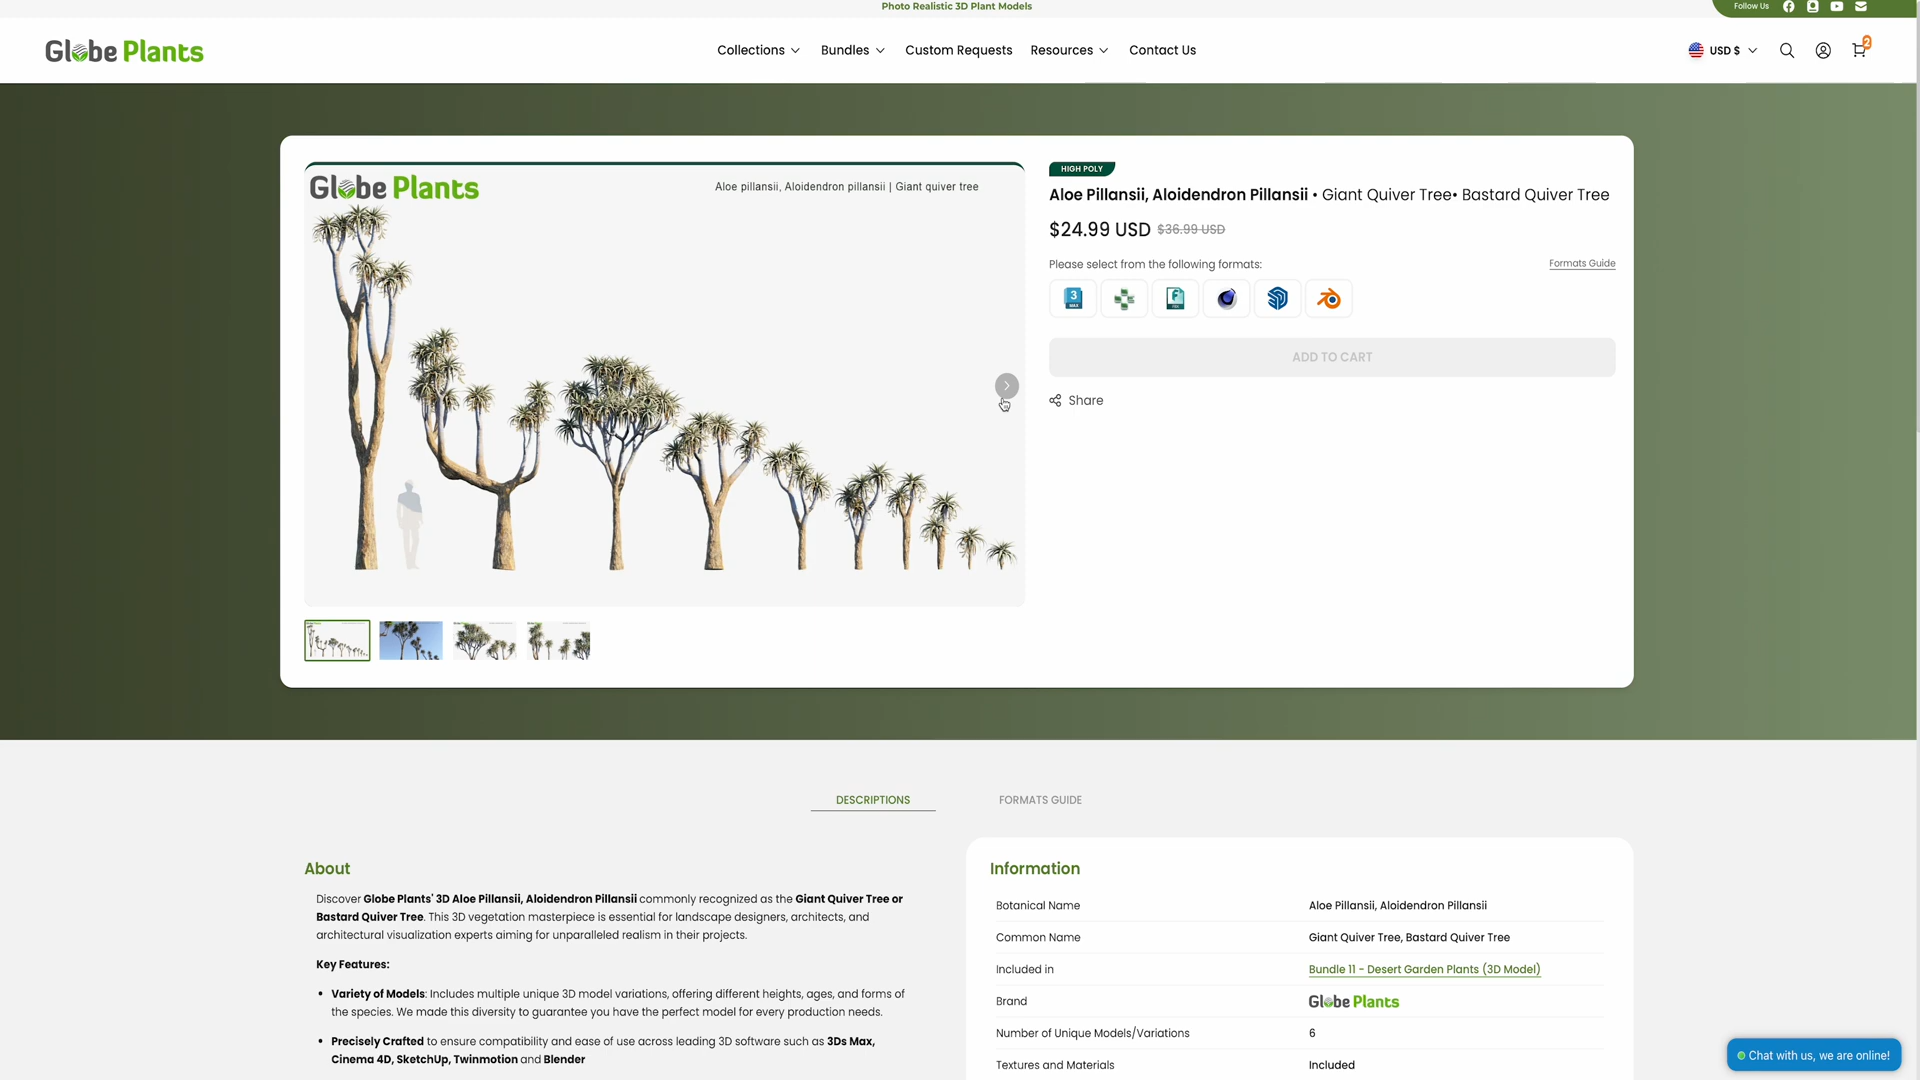 Photo Realistic 3D Plant Models
Follow Us
Globe Plants
Collections
Bundles
Custom Requests
Resources
Contact Us
USD $
2
Globe Plants
Aloe pillansii, Aloidendron pillansii | Giant quiver tree
HIGH POLY
Aloe Pillansii, Aloidendron Pillansii • Giant Quiver Tree• Bastard Quiver Tree
$24.99 USD $36.99 USD
Please select from the following formats:
Formats Guide
3
MAX
F
ADD TO CART
Share
DESCRIPTIONS
FORMATS GUIDE
About
Discover Globe Plants' 3D Aloe Pillansii, Aloidendron Pillansii commonly recognized as the Giant Quiver Tree or
Bastard Quiver Tree. This 3D vegetation masterpiece is essential for landscape designers, architects, and
architectural visualization experts aiming for unparalleled realism in their projects.
Key Features:
• Variety of Models: Includes multiple unique 3D model variations, offering different heights, ages, and forms of
the species. We made this diversity to guarantee you have the perfect model for every production needs.
• Precisely Crafted to ensure compatibility and ease of use across leading 3D software such as 3Ds Max,
Cinema 4D, SketchUp, Twinmotion and Blender
Information
Botanical Name
Aloe Pillansii, Aloidendron Pillansii
Common Name
Giant Quiver Tree, Bastard Quiver Tree
Included in
Bundle 11 - Desert Garden Plants (3D Model)
Brand
Globe Plants
Number of Unique Models/Variations
6
Textures and Materials
Included
Chat with us, we are online!